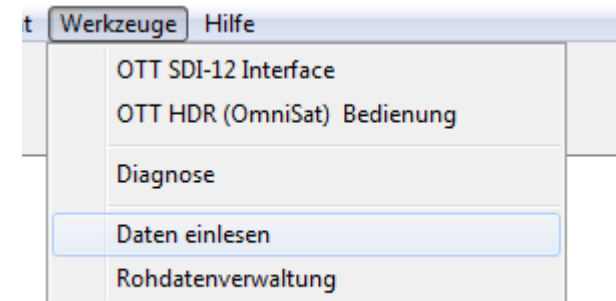 t Werkzeuge Hilfe
OTT SDI-12 Interface
OTT HDR (OmniSat) Bedienung
Diagnose
Daten einlesen
Rohdatenverwaltung